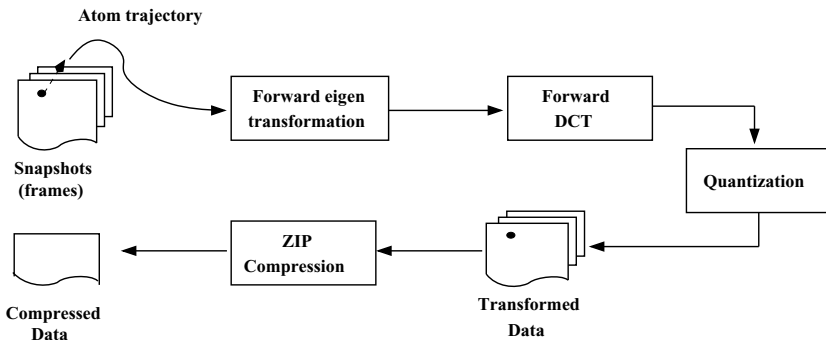 Atom trajectory
Forward eigen
transformation
Forward
DCT
Snapshots
(frames)
Quantization
ZIP
Compression
Transformed
Data
Compressed
Data